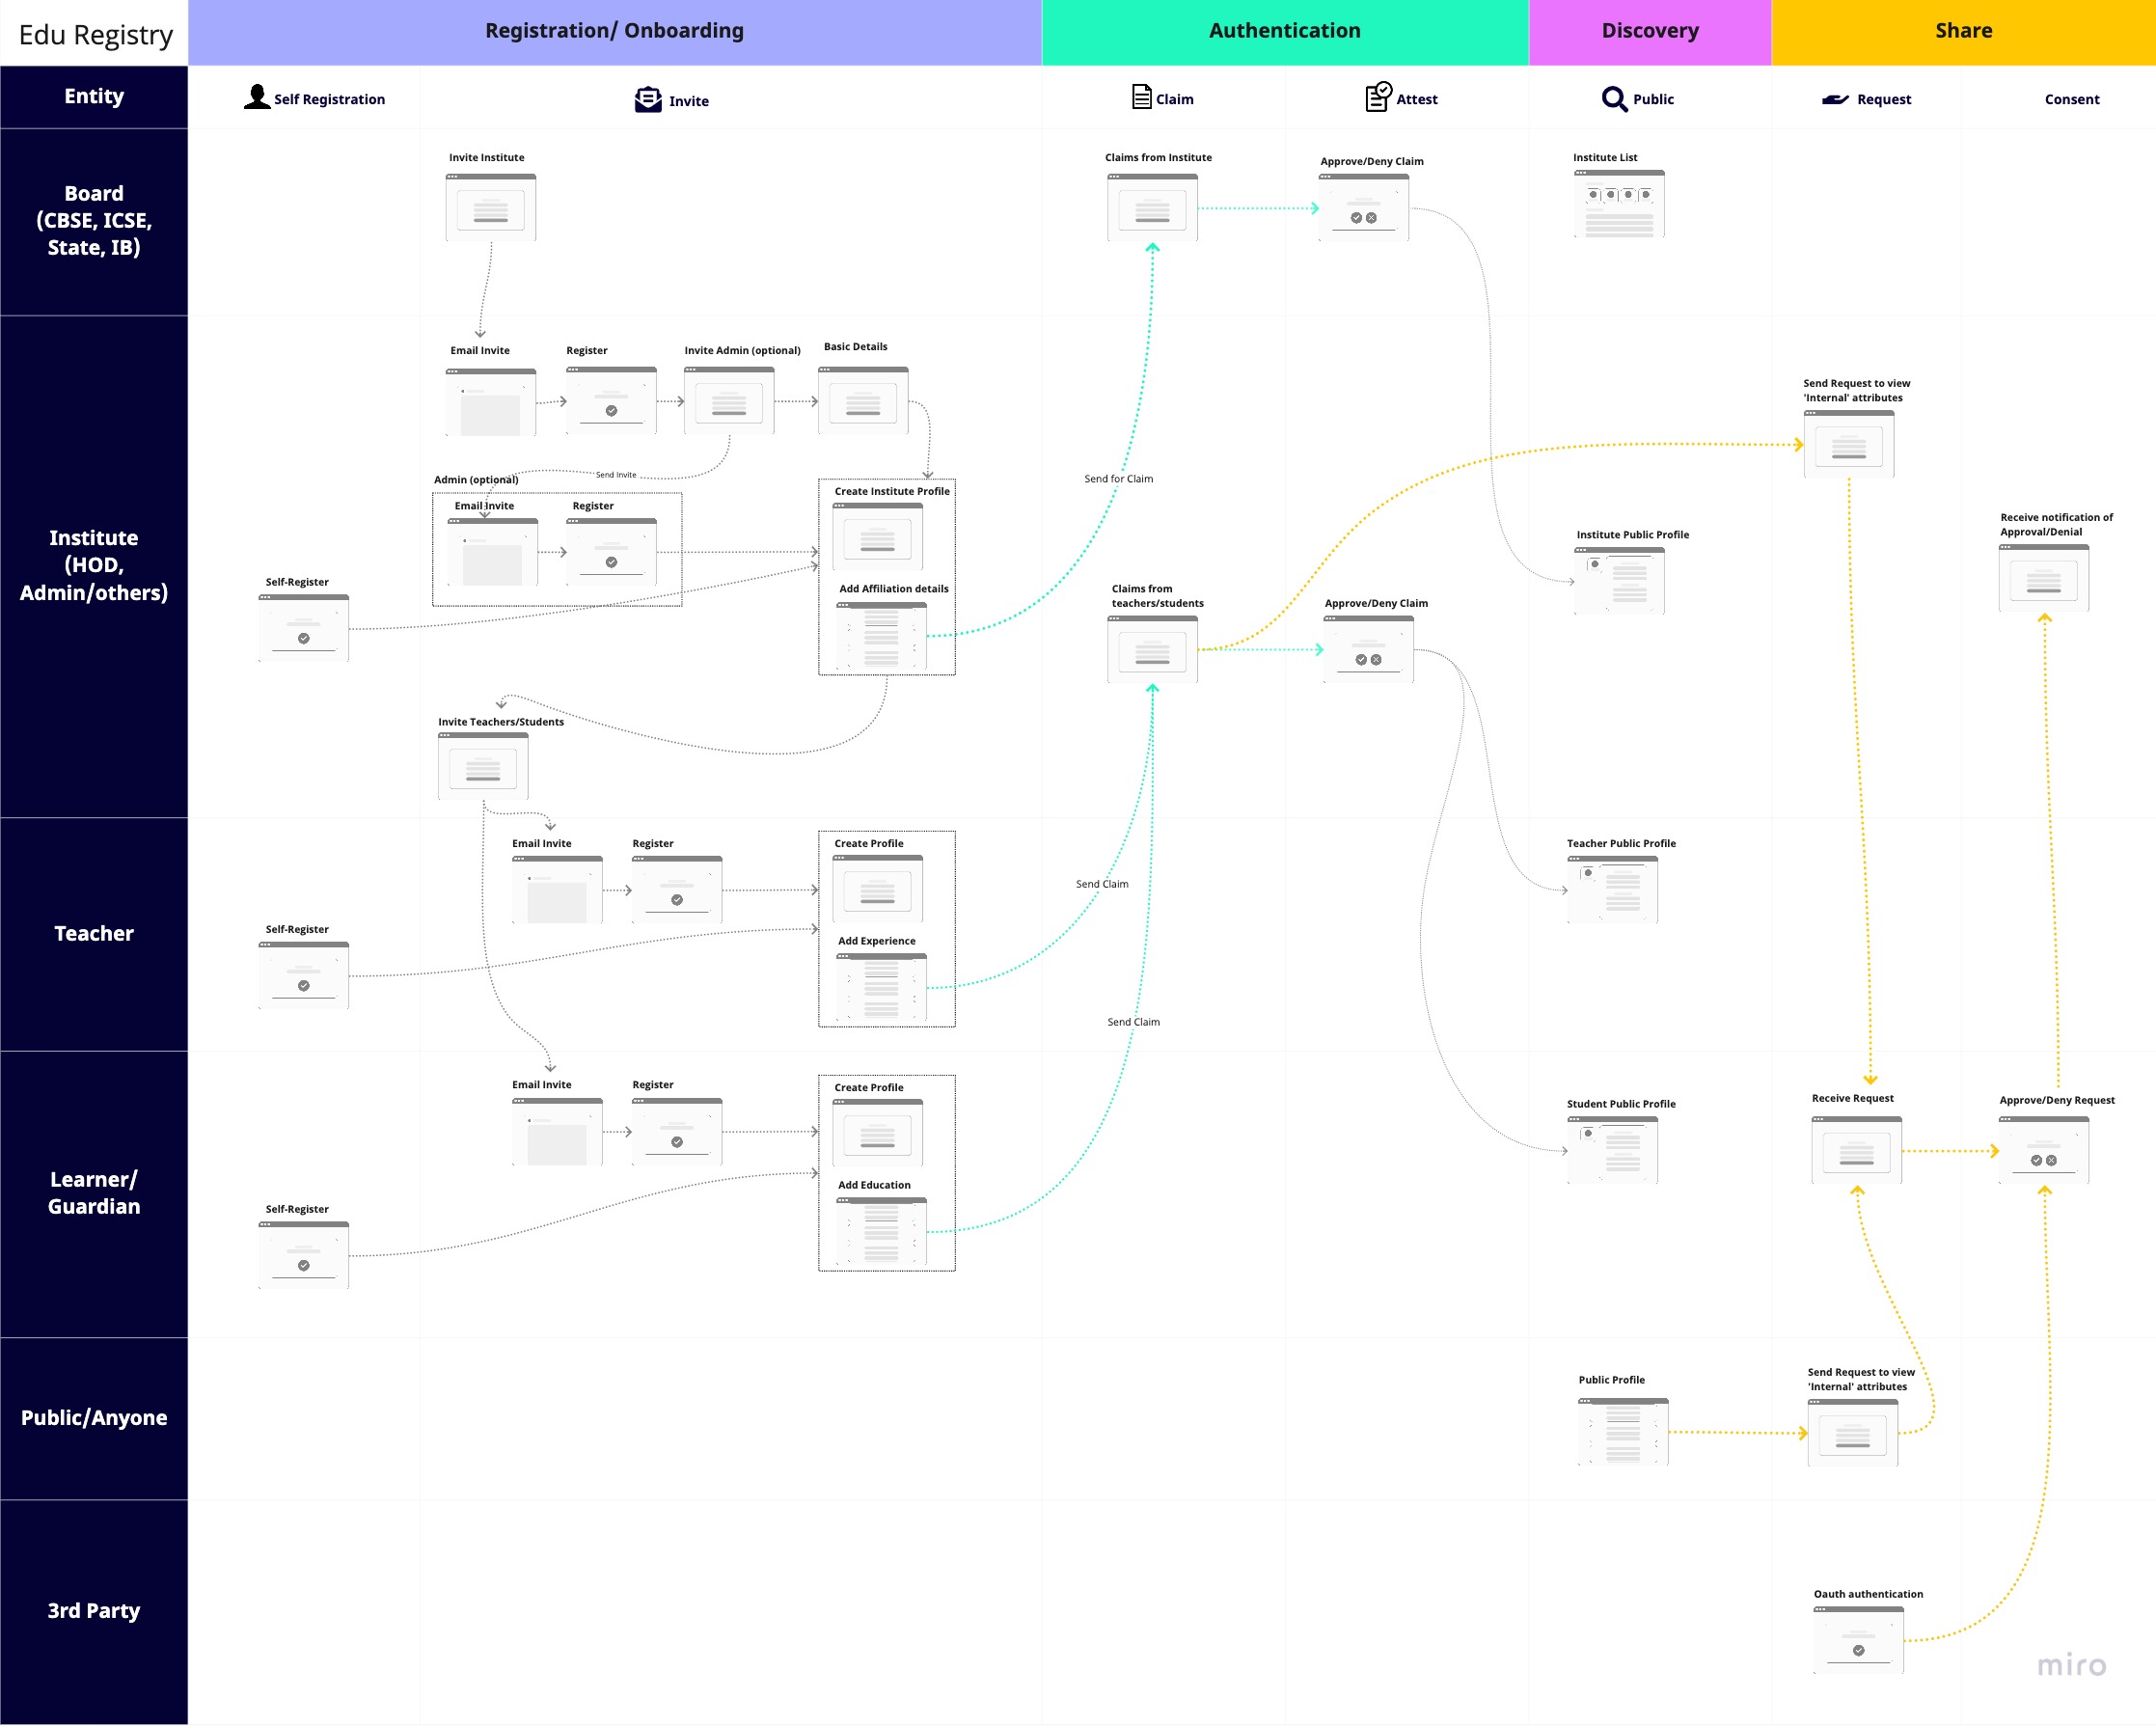 Edu Registry
Registration/ Onboarding
Authentication
Discovery
Share
Entity
Self Registration
Invite
Claim
Attest
Public
Request
Consent
Board
(CBSE, ICSE,
State, IB)
Invite Institute
Claims from Institute
Approve/Deny Claim
Institute List
Institute
(HOD,
Admin/others)
Email Invite
Register
Invite Admin (optional)
Basic Details
Send Request to view
'Internal' attributes
Send Invite
Admin (optional)
Email Invite
Register
Create Institute Profile
Send for Claim
Receive notification of
Approval/Denial
Institute Public Profile
Self-Register
Add Affiliation details
Claims from
teachers/students
Approve/Deny Claim
Invite Teachers/Students
Teacher
Email Invite
Register
Create Profile
Teacher Public Profile
Send Claim
Self-Register
Add Experience
Send Claim
Learner/
Guardian
Email Invite
Register
Create Profile
Student Public Profile
Receive Request
Approve/Deny Request
Add Education
Self-Register
Public/Anyone
Public Profile
Send Request to view
'Internal' attributes
3rd Party
Oauth authentication
miro